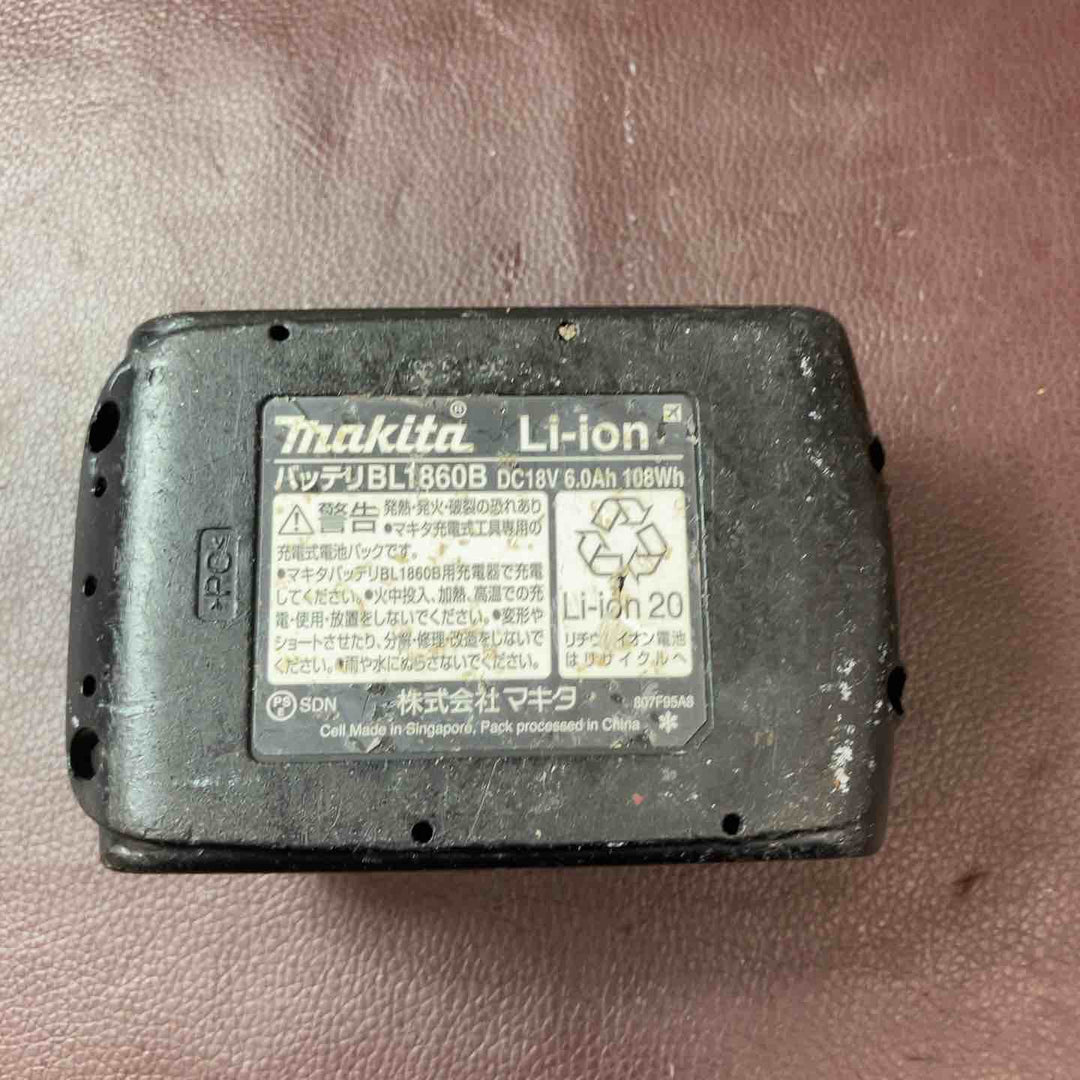 makita® Li-ion
バッテリBL1860B DC18V 6.0Ah 108Wh
警告 発熱・発火・破裂の恐れあり
●マキタ充電式工具専用の
充電式電池パックです。
●マキタバッテリBL1860B用充電器で充電
してください。●火中投入、加熱、高温での充
電・使用・放置をしないでください。●変形や
ショートさせたり、分解・修理・改造をしないで
ください。●雨や水にぬらさないでください。
Li-ion 20
リチウ イオン電池
はリサイクルへ
PS
E SDN 株式会社マキタ 807F95A8
Cell Made in Singapore, Pack processed in China
>PC<